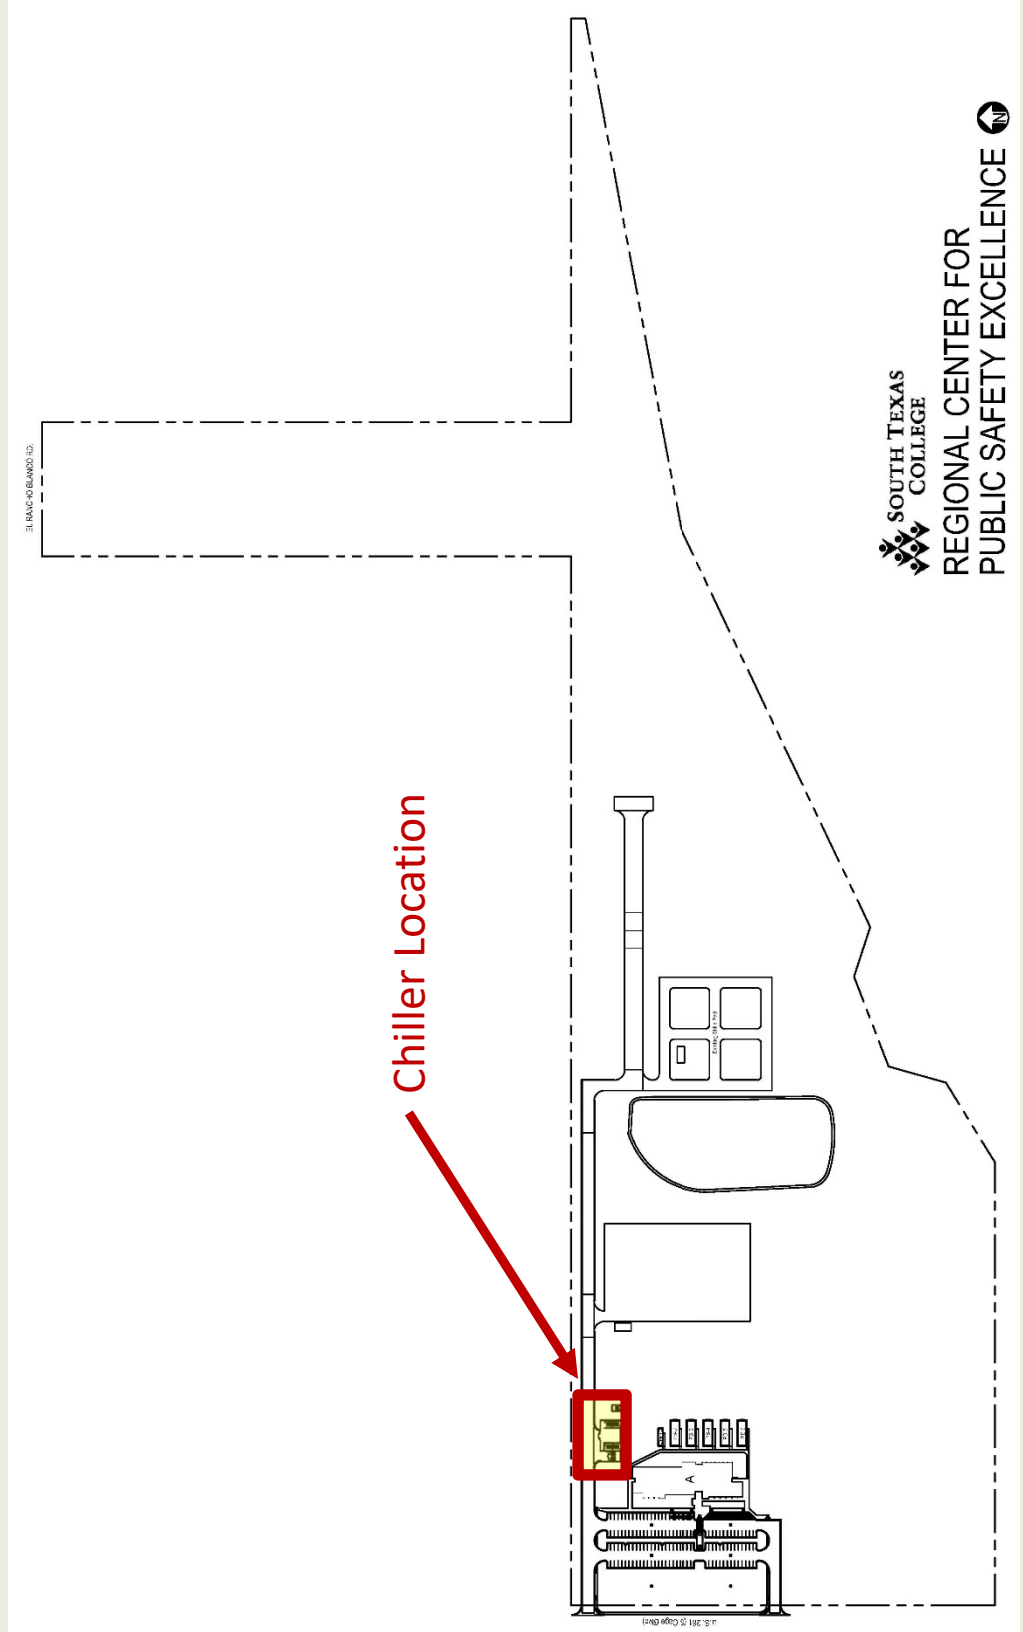 EL RANCHO BLANCO RD.
Chiller Location
SOUTH TEXAS
COLLEGE
REGIONAL CENTER FOR
PUBLIC SAFETY EXCELLENCE
N
A
U.S. 281 (S Cage Blvd)